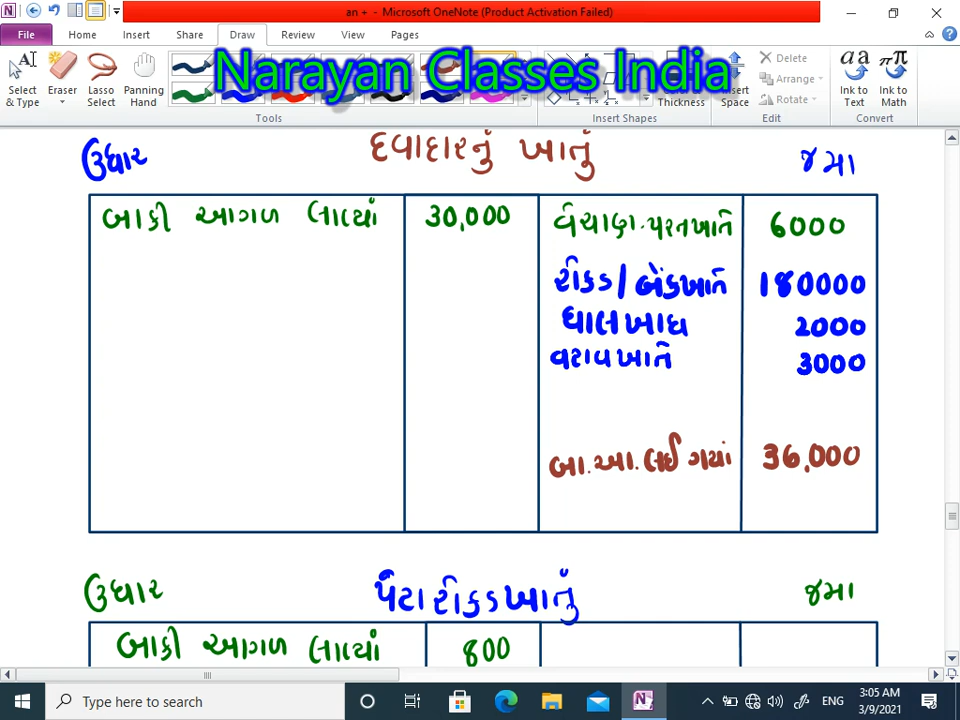 an + - Microsoft OneNote (Product Activation Failed)
File Home Insert Share Draw Review View Pages
Narayan Classes India
Select & Type Eraser Lasso Select Panning Hand Thickness Insert Space Delete Arrange Rotate Ink to Text Ink to Math
Tools Insert Shapes Edit Convert
ઉધાર દેવાદારનું ખાતું જમા
બાકી આગળ લાવ્યાં 30,000 વેચાણ પરત ખાતે 6000
રોકડ/બેંકખાતે 180000
ઘાલખાધ 2000
વટાવ ખાતે 3000
બા.આ.લઈ ગયાં 36,000
ઉધાર પેટારોકડખાતું જમા
બાકી આગળ લાવ્યાં 800
Type here to search
ENG
3:05 AM
3/9/2021